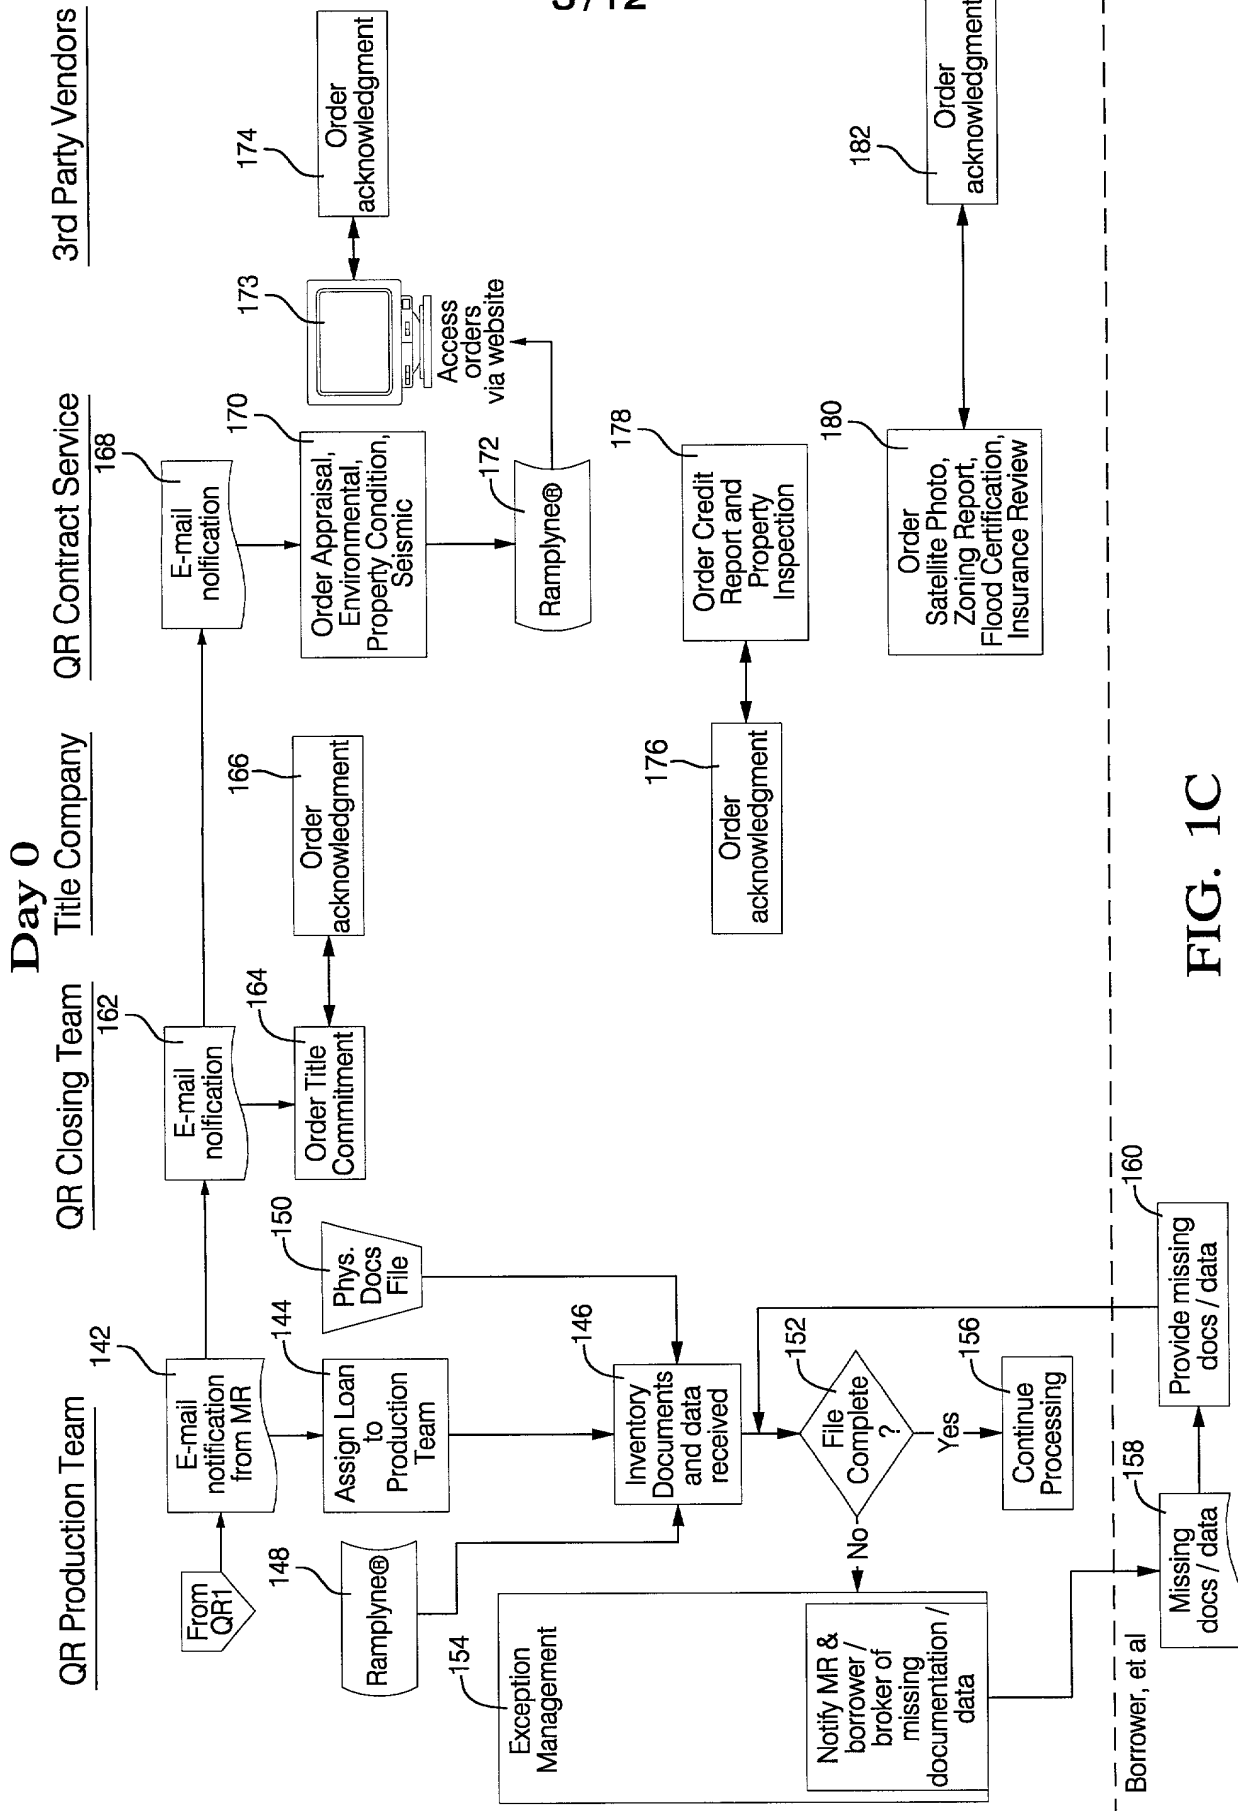 3/12
Day 0
QR Production Team
QR Closing Team
Title Company
QR Contract Service
3rd Party Vendors
From
QR1
142
E-mail
notification
from MR
162
E-mail
nolfication
168
E-mail
nolfication
144
Assign Loan
to
Production
Team
150
Phys.
Docs
File
148
Ramplyne®
164
Order Title
Commitment
166
Order
acknowledgment
170
Order Appraisal,
Environmental,
Property Condition,
Seismic
173
Access
orders
via website
174
Order
acknowledgment
172
Ramplyne®
146
Inventory
Documents
and data
received
154
Exception
Management
152
File
Complete
?
No
Yes
156
Continue
Processing
Notify MR &
borrower /
broker of
missing
documentation /
data
176
Order
acknowledgment
178
Order Credit
Report and
Property
Inspection
180
Order
Satellite Photo,
Zoning Report,
Flood Certification,
Insurance Review
182
Order
acknowledgment
Borrower, et al
158
Missing
docs / data
160
Provide missing
docs / data
FIG. 1C